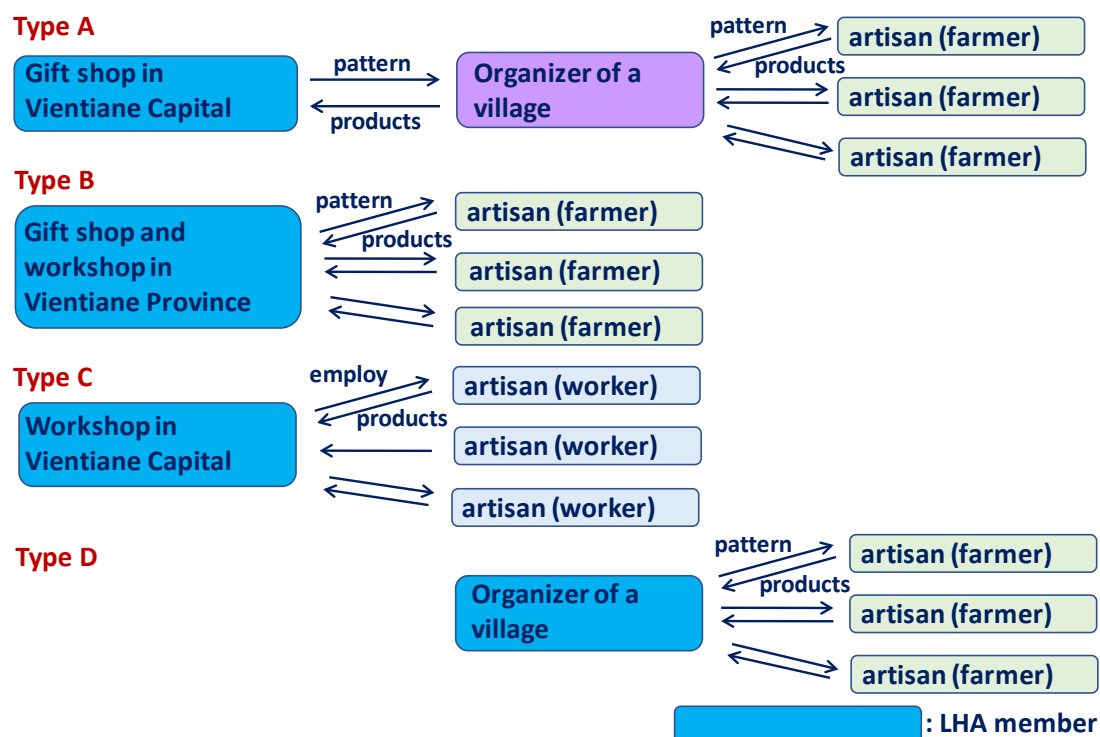 Type A
Gift shop in
Vientiane Capital
pattern
products
Organizer of a
village
pattern
products
artisan (farmer)
artisan (farmer)
artisan (farmer)
Type B
Gift shop and
workshop in
Vientiane Province
pattern
products
artisan (farmer)
artisan (farmer)
artisan (farmer)
Type C
Workshop in
Vientiane Capital
employ
products
artisan (worker)
artisan (worker)
artisan (worker)
Type D
Organizer of a
village
pattern
products
artisan (farmer)
artisan (farmer)
artisan (farmer)
: LHA member